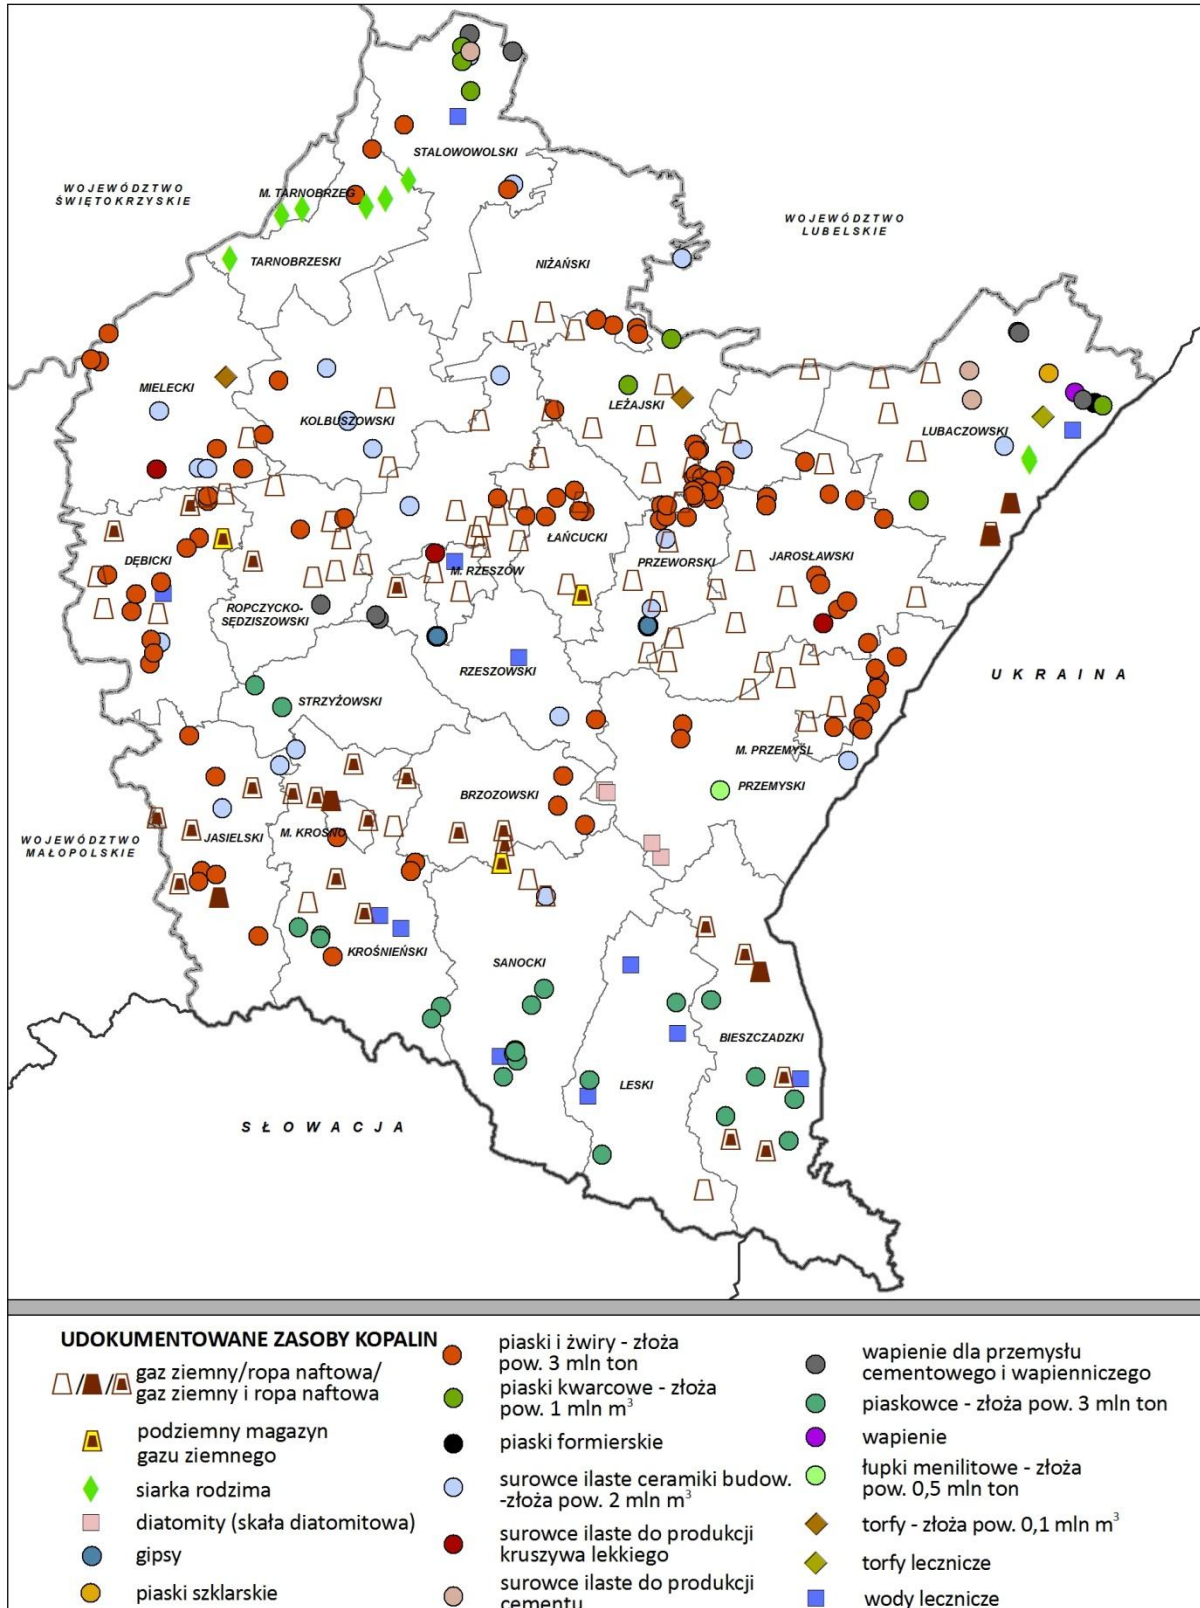 STALOWOWOLSKI
WOJEWÓDZTWO
ŚWIĘTOKRZYSKIE
M. TARNOBRZEG
WOJEWÓDZTWO
LUBELSKIE
TARNOBRZESKI
NIŻAŃSKI
MIELECKI
KOLBUSZOWSKI
LEŻAJSKI
LUBACZOWSKI
DĘBICKI
ŁAŃCUCKI
M. RZESZÓW
PRZEWORSKI
JAROSŁAWSKI
ROPCZYCKO-
SĘDZISZOWSKI
RZESZOWSKI
UKRAINA
STRZYŻOWSKI
M. PRZEMYŚL
PRZEMYSKI
BRZOZOWSKI
WOJEWÓDZTWO
MAŁOPOLSKIE
JASIELSKI
M. KROSNO
KROŚNIEŃSKI
SANOCKI
BIESZCZADZKI
LESKI
SŁOWACJA
UDOKUMENTOWANE ZASOBY KOPALIN
/ / gaz ziemny/ropa naftowa/
gaz ziemny i ropa naftowa
podziemny magazyn
gazu ziemnego
siarka rodzima
diatomity (skała diatomitowa)
gipsy
piaski szklarskie
piaski i żwiry - złoża
pow. 3 mln ton
piaski kwarcowe - złoża
pow. 1 mln m³
piaski formierskie
surowce ilaste ceramiki budow.
-złoża pow. 2 mln m³
surowce ilaste do produkcji
kruszywa lekkiego
surowce ilaste do produkcji
cementu
wapienie dla przemysłu
cementowego i wapienniczego
piaskowce - złoża pow. 3 mln ton
wapienie
łupki menilitowe - złoża
pow. 0,5 mln ton
torfy - złoża pow. 0,1 mln m³
torfy lecznicze
wody lecznicze